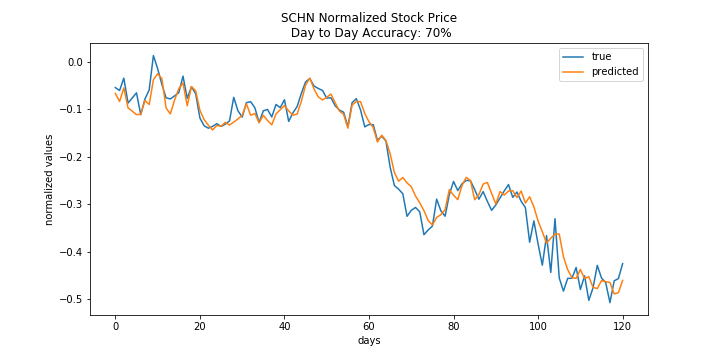 SCHN Normalized Stock Price
Day to Day Accuracy: 70%
true
predicted
normalized values
0.0
−0.1
−0.2
−0.3
−0.4
−0.5
0 20 40 60 80 100 120
days